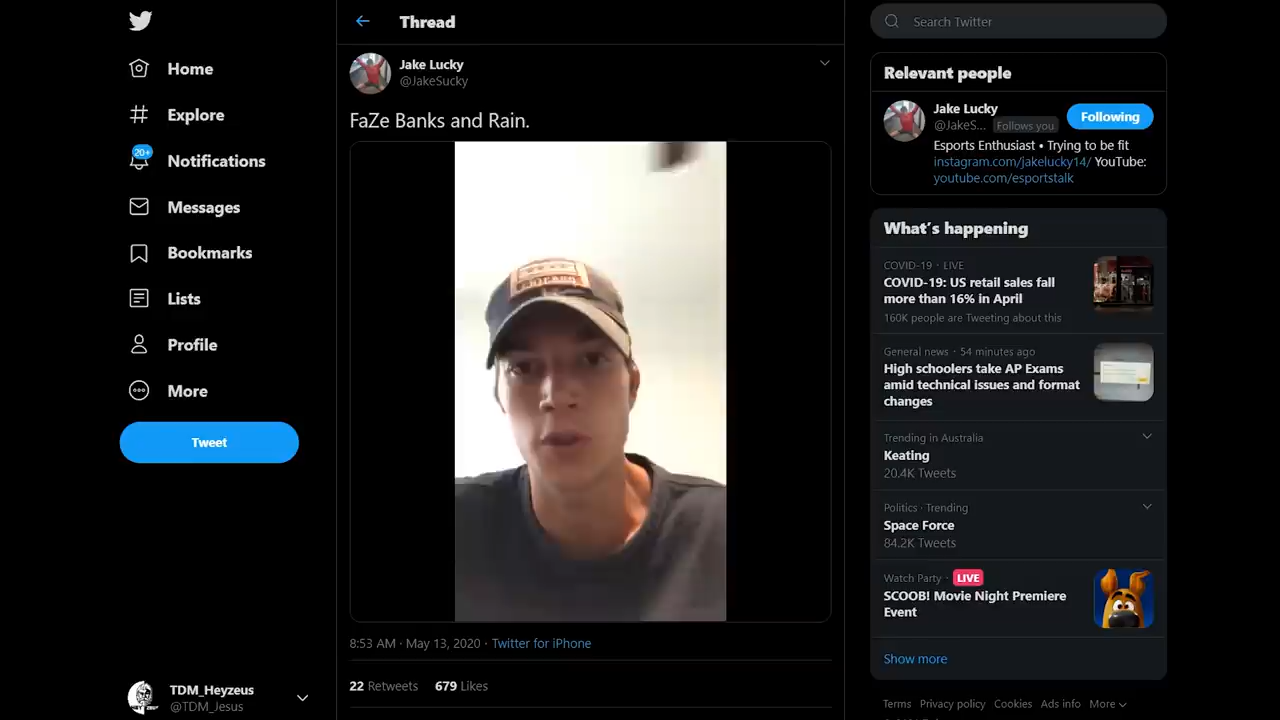 Home
Explore
20+
Notifications
Messages
Bookmarks
Lists
Profile
More
Tweet
TDM_Heyzeus
@TDM_Jesus
Thread
Jake Lucky
@JakeSucky
FaZe Banks and Rain.
8:53 AM · May 13, 2020 · Twitter for iPhone
22 Retweets 679 Likes
Search Twitter
Relevant people
Jake Lucky
@JakeS... Follows you
Following
Esports Enthusiast • Trying to be fit
instagram.com/jakelucky14/ YouTube:
youtube.com/esportstalk
What's happening
COVID-19 · LIVE
COVID-19: US retail sales fall
more than 16% in April
160K people are Tweeting about this
General news · 54 minutes ago
High schoolers take AP Exams
amid technical issues and format
changes
Trending in Australia
Keating
20.4K Tweets
Politics · Trending
Space Force
84.2K Tweets
Watch Party · LIVE
SCOOB! Movie Night Premiere
Event
Show more
Terms Privacy policy Cookies Ads info More